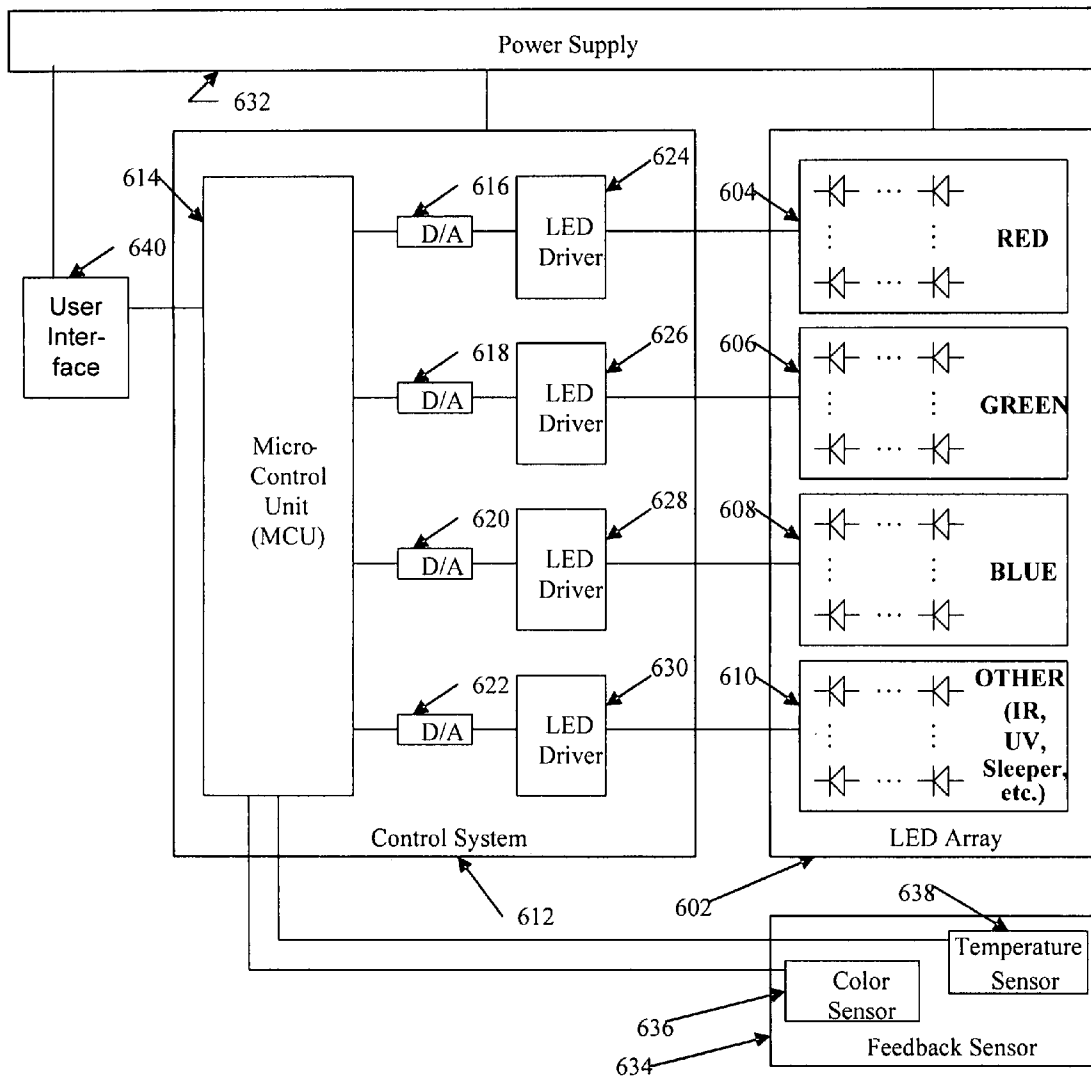 Power Supply
632
614
640
User
Inter-
face
Micro-
Control
Unit
(MCU)
616
D/A
624
LED
Driver
618
D/A
626
LED
Driver
620
D/A
628
LED
Driver
622
D/A
630
LED
Driver
Control System
612
604
RED
606
GREEN
608
BLUE
610
OTHER
(IR,
UV,
Sleeper,
etc.)
LED Array
602
638
Temperature
Sensor
Color
Sensor
636
634
Feedback Sensor